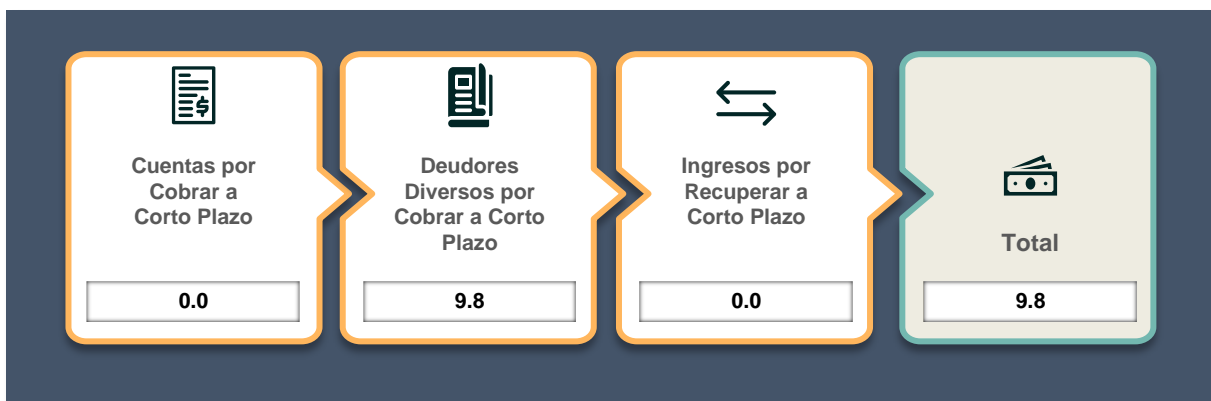 Cuentas por
Cobrar a
Corto Plazo
0.0
Deudores
Diversos por
Cobrar a Corto
Plazo
9.8
Ingresos por
Recuperar a
Corto Plazo
0.0
Total
9.8